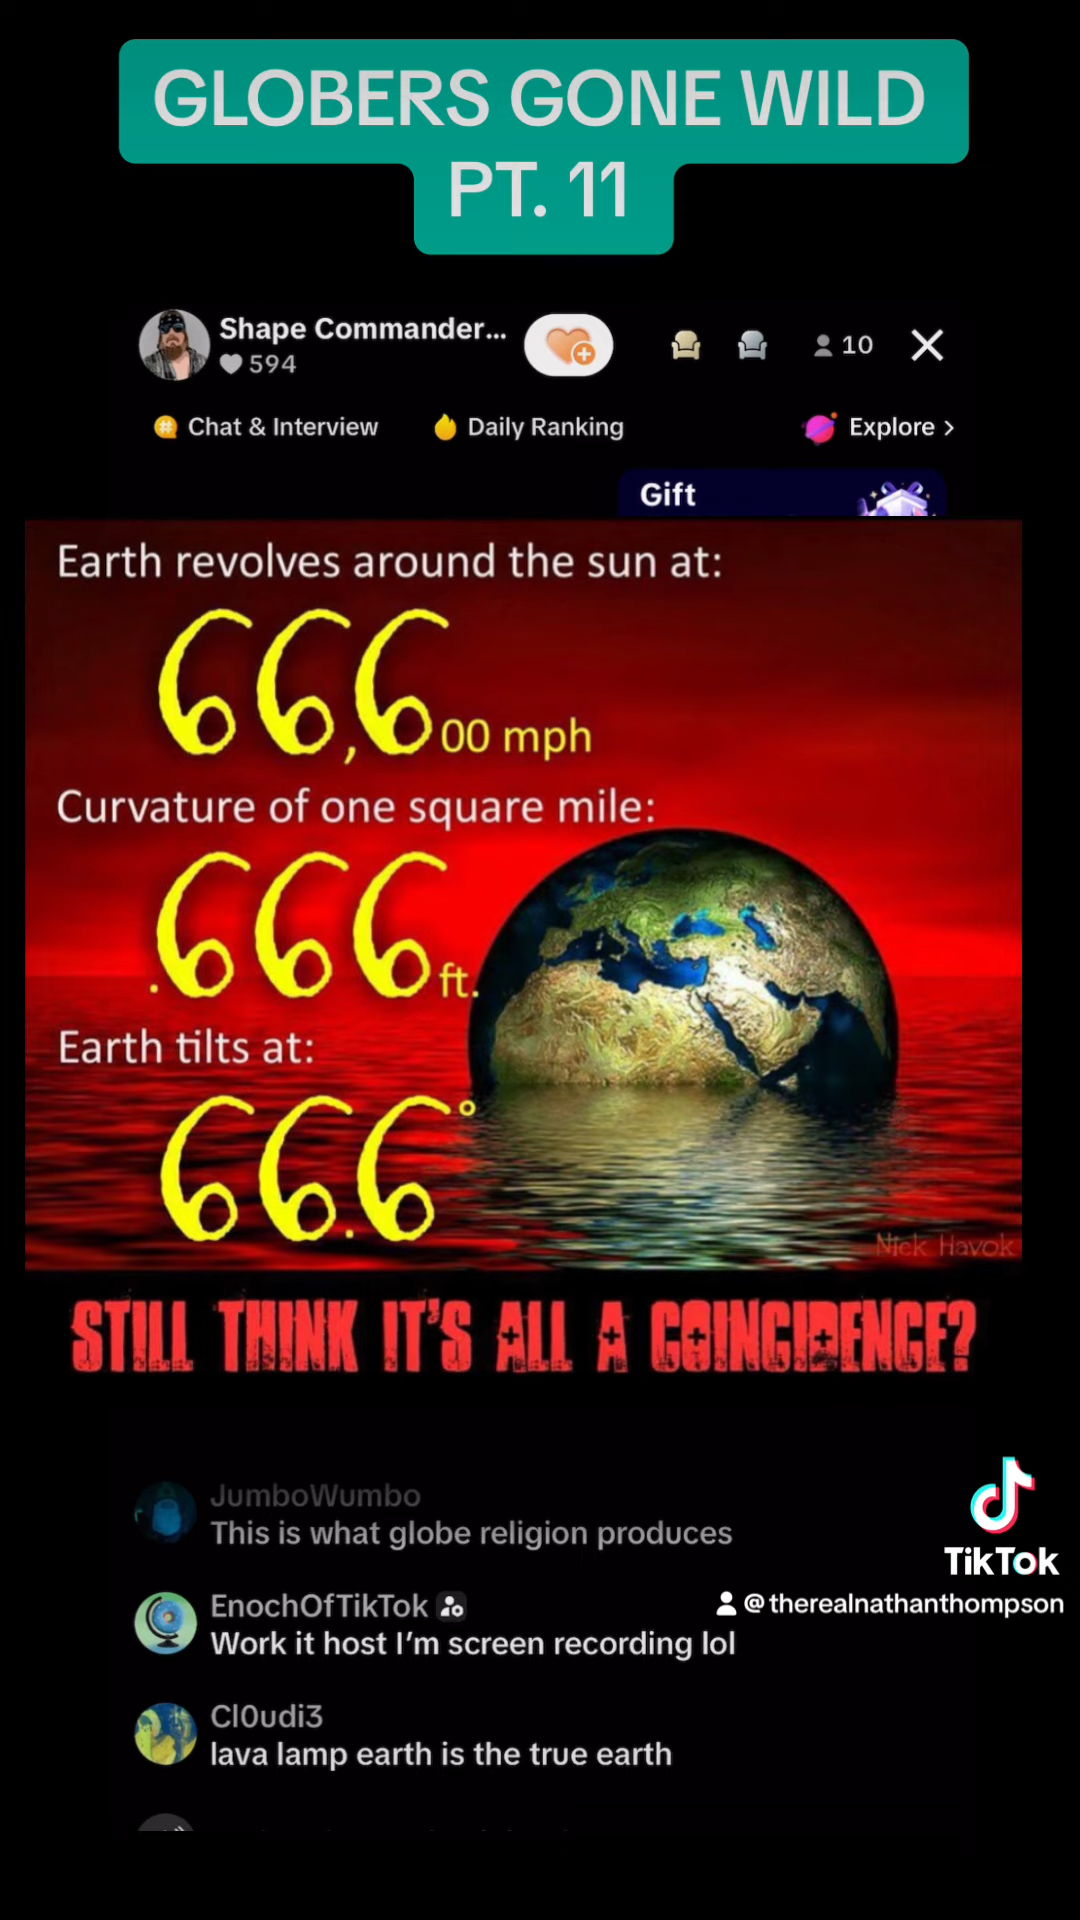 GLOBERS GONE WILD
PT. 11
Shape Commander...
594
10
Chat & Interview
Daily Ranking
Explore >
Gift
Earth revolves around the sun at:
66,600 mph
Curvature of one square mile:
.666 ft.
Earth tilts at:
66.6°
Nick Havok
STILL THINK IT'S ALL A COINCIDENCE?
JumboWumbo
This is what globe religion produces
TikTok
EnochOfTikTok
@therealnathanthompson
Work it host I'm screen recording lol
Cl0udi3
lava lamp earth is the true earth